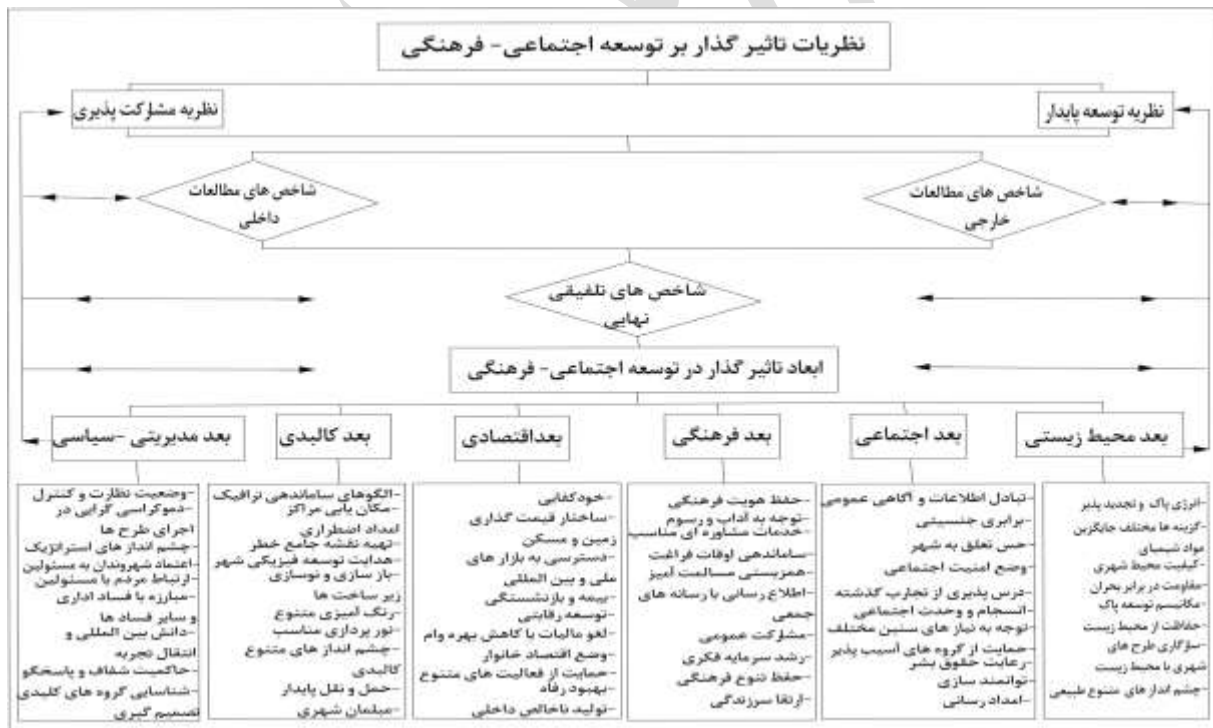 نظریات تاثیر گذار بر توسعه اجتماعی- فرهنگی
نظریه توسعه پایدار
نظریه مشارکت پذیری
شاخص های مطالعات
خارجی
شاخص های مطالعات
داخلی
شاخص های تلفیقی
نهایی
ابعاد تاثیر گذار در توسعه اجتماعی- فرهنگی
بعد محیط زیستی
-انرژی پاک و تجدید پذیر
-گزینه ها مختلف جایگزین
مواد شیمیای
-کیفیت محیط شهری
-مقاومت در برابر بحران
-مکانیسم توسعه پاک
-حفاظت از محیط زیست
-سازگاری طرح های
شهری با محیط زیست
-چشم انداز های متنوع طبیعی
بعد اجتماعی
-تبادل اطلاعات و آگاهی عمومی
-برابری جنسیتی
-حس تعلق به شهر
-وضع امنیت اجتماعی
-درس پذیری از تجارب گذشته
-انسجام و وحدت اجتماعی
-توجه به نیاز های سنین مختلف
-حمایت از گروه های آسیب پذیر
-رعایت حقوق بشر
-توانمند سازی
-امداد رسانی
بعد فرهنگی
-حفظ هویت فرهنگی
-توجه به آداب و رسوم
-خدمات مشاوره ای مناسب
-ساماندهی اوقات فراغت
-همزیستی مسالمت آمیز
-اطلاع رسانی با رسانه های
جمعی
-مشارکت عمومی
-رشد سرمایه فکری
-حفظ تنوع فرهنگی
-ارتقا سرزندگی
بعداقتصادی
-خودکفایی
-ساختار قیمت گذاری
زمین و مسکن
-دسترسی به بازار های
ملی و بین المللی
-بیمه و بازنشستگی
-توسعه رقابتی
-لغو مالیات با کاهش بهره وام
-وضع اقتصاد خانوار
-حمایت از فعالیت های متنوع
-بهبود رفاه
-تولید ناخالص داخلی
بعد کالبدی
-الگوهای ساماندهی ترافیک
-مکان یابی مراکز
امداد اضطراری
-تهیه نقشه جامع خطر
-هدایت توسعه فیزیکی شهر
-باز سازی و نوسازی
زیر ساخت ها
-رنگ آمیزی متنوع
-نور پردازی مناسب
-چشم انداز های متنوع
کالبدی
-حمل و نقل پایدار
-مبلمان شهری
بعد مدیریتی -سیاسی
-وضعیت نظارت و کنترل
-دموکراسی گرایی در
اجرای طرح ها
-چشم انداز های استراتژیک
-اعتماد شهروندان به مسئولین
-ارتباط مردم با مسئولین
-مبارزه با فساد اداری
و سایر فساد ها
-دانش بین المللی و
انتقال تجربه
-حاکمیت شفاف و پاسخگو
-شناسایی گروه های کلیدی
تصمیم گیری